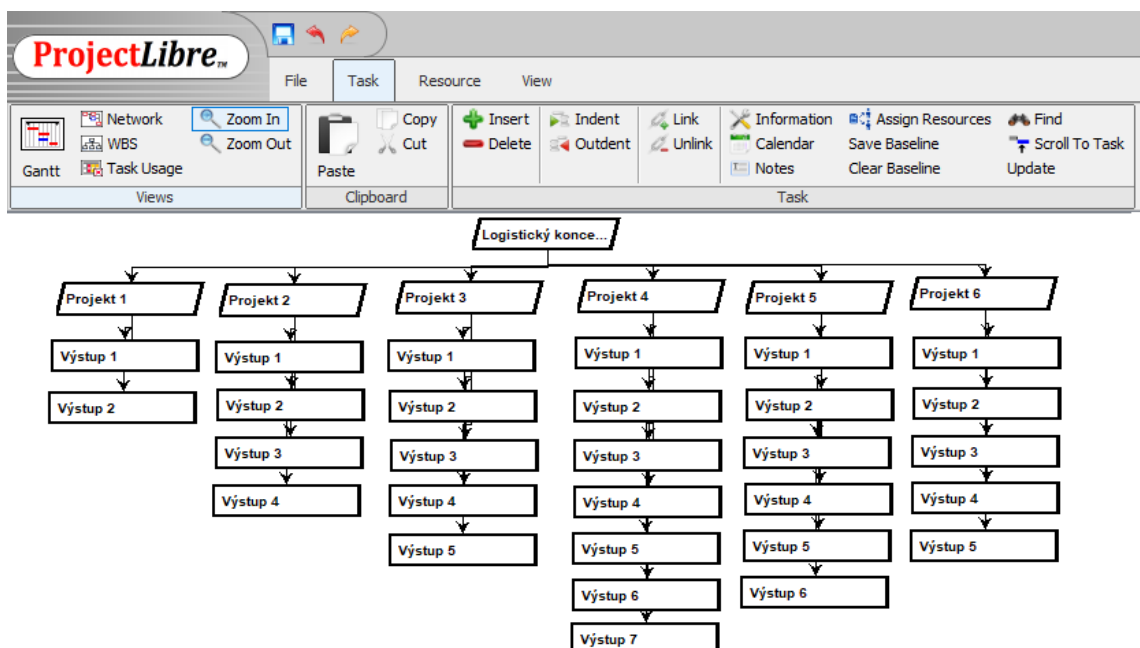 ProjectLibre™
File Task Resource View
Network Zoom In Copy Insert Indent Link Information Assign Resources Find
WBS Zoom Out Cut Delete Outdent Unlink Calendar Save Baseline Scroll To Task
Gantt Task Usage Paste Notes Clear Baseline Update
Views Clipboard Task
Logistický konce...
Projekt 1 Projekt 2 Projekt 3 Projekt 4 Projekt 5 Projekt 6
Výstup 1 Výstup 1 Výstup 1 Výstup 1 Výstup 1 Výstup 1
Výstup 2 Výstup 2 Výstup 2 Výstup 2 Výstup 2 Výstup 2
Výstup 3 Výstup 3 Výstup 3 Výstup 3 Výstup 3
Výstup 4 Výstup 4 Výstup 4 Výstup 4 Výstup 4
Výstup 5 Výstup 5 Výstup 5 Výstup 5
Výstup 6 Výstup 6
Výstup 7